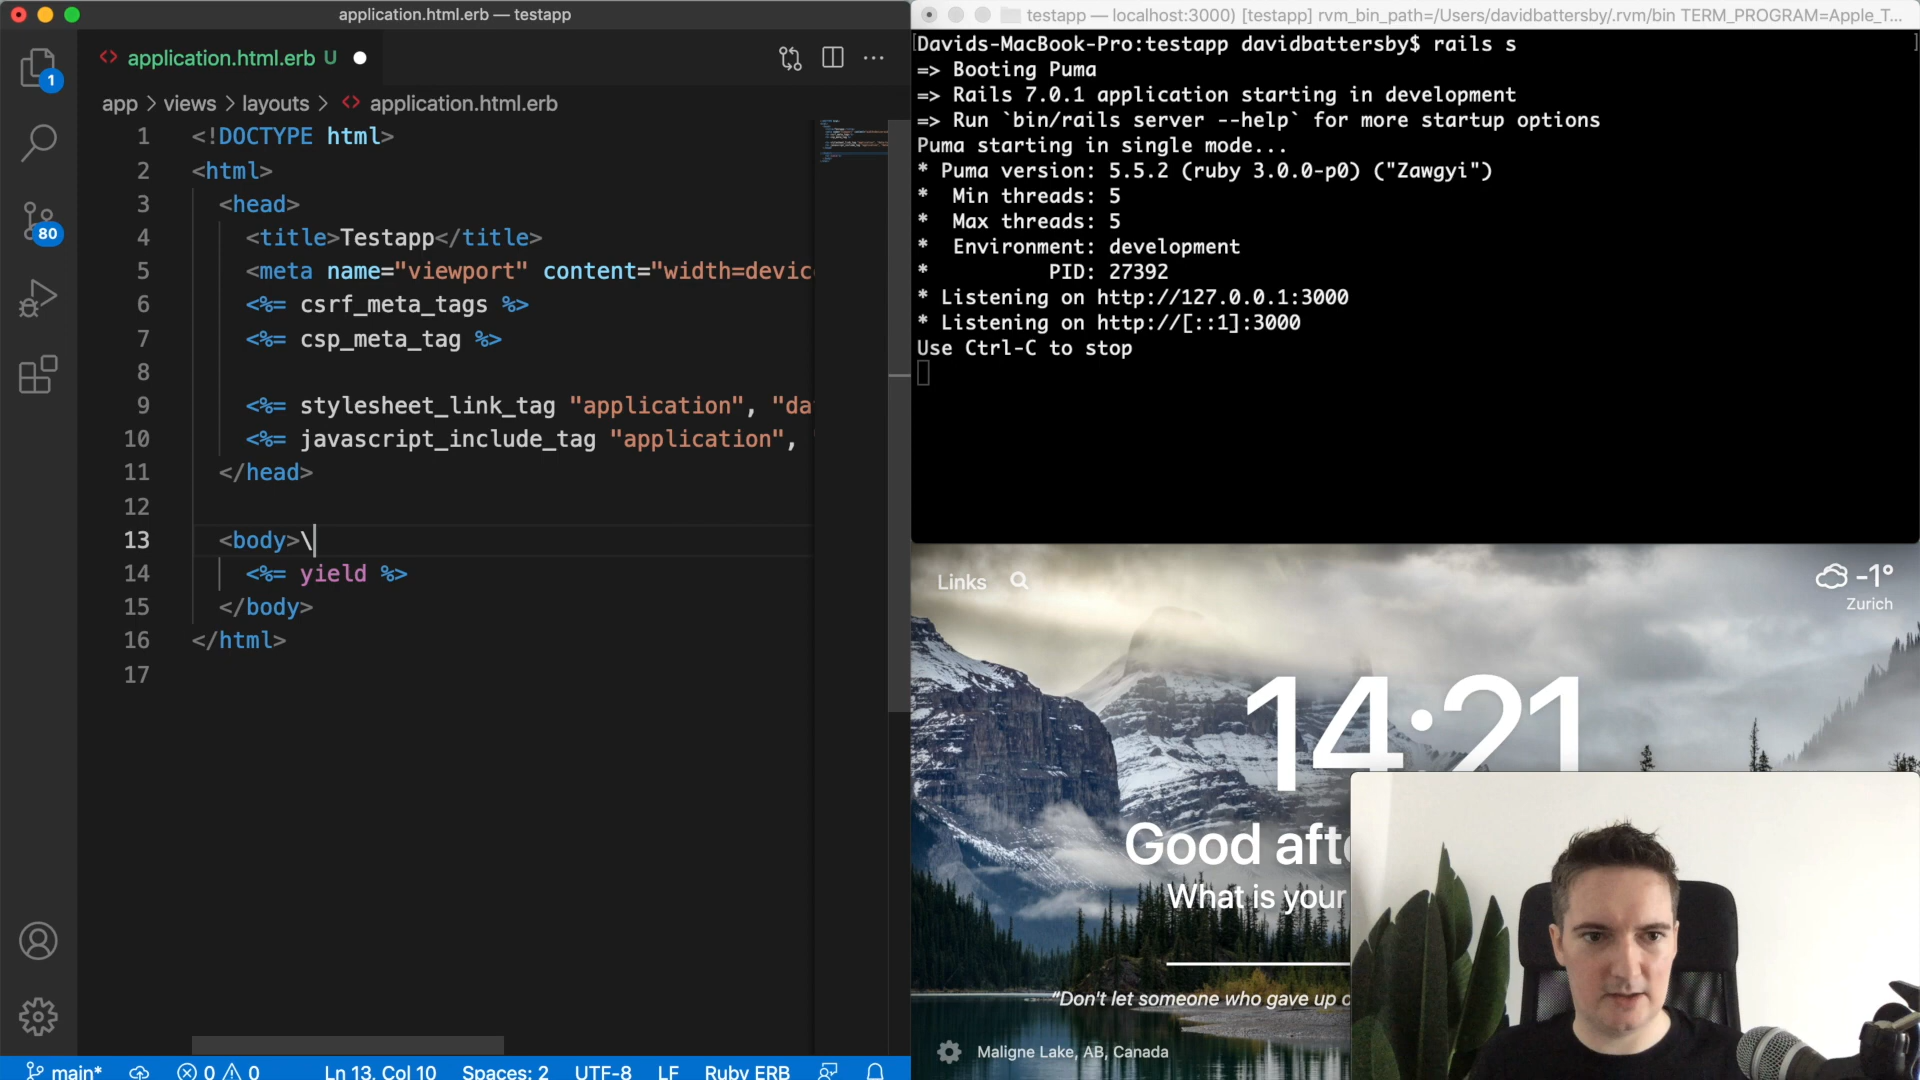 application.html.erb — testapp
application.html.erb U
app > views > layouts > <> application.html.erb
1 <!DOCTYPE html>
2 <html>
3 <head>
4 <title>Testapp</title>
5 <meta name="viewport" content="width=devic
6 <%= csrf_meta_tags %>
7 <%= csp_meta_tag %>
8
9 <%= stylesheet_link_tag "application", "da
10 <%= javascript_include_tag "application",
11 </head>
12
13 <body>\
14 <%= yield %>
15 </body>
16 </html>
17
1
80
main* 0 0 Ln 13, Col 10 Spaces: 2 UTF-8 LF Ruby ERB
testapp — localhost:3000) [testapp] rvm_bin_path=/Users/davidbattersby/.rvm/bin TERM_PROGRAM=Apple_T...
Davids-MacBook-Pro:testapp davidbattersby$ rails s
=> Booting Puma
=> Rails 7.0.1 application starting in development
=> Run `bin/rails server --help` for more startup options
Puma starting in single mode...
* Puma version: 5.5.2 (ruby 3.0.0-p0) ("Zawgyi")
* Min threads: 5
* Max threads: 5
* Environment: development
* PID: 27392
* Listening on http://127.0.0.1:3000
* Listening on http://[::1]:3000
Use Ctrl-C to stop
Links
-1°
Zurich
14:21
Good afte
What is your
"Don't let someone who gave up o
Maligne Lake, AB, Canada